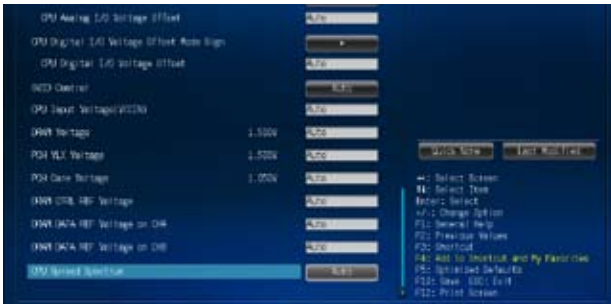 CPU Analog I/O Voltage Offset Auto
CPU Digital I/O Voltage Offset Mode Sign +
CPU Digital I/O Voltage Offset Auto
SVID Control Auto
CPU Input Voltage(VCCIN) Auto
DRAM Voltage 1.500V Auto
PCH VLX Voltage 1.500V Auto
PCH Core Voltage 1.050V Auto
DRAM CTRL REF Voltage Auto
DRAM DATA REF Voltage on CHA Auto
DRAM DATA REF Voltage on CHB Auto
CPU Spread Spectrum Auto
Quick Note Last Modified
Select Screen
Select Item
Enter: Select
+/-: Change Option
F1: General Help
F2: Previous Values
F3: Shortcut
F4: Add to Shortcut and My Favorites
F5: Optimized Defaults
F10: Save ESC: Exit
F12: Print Screen